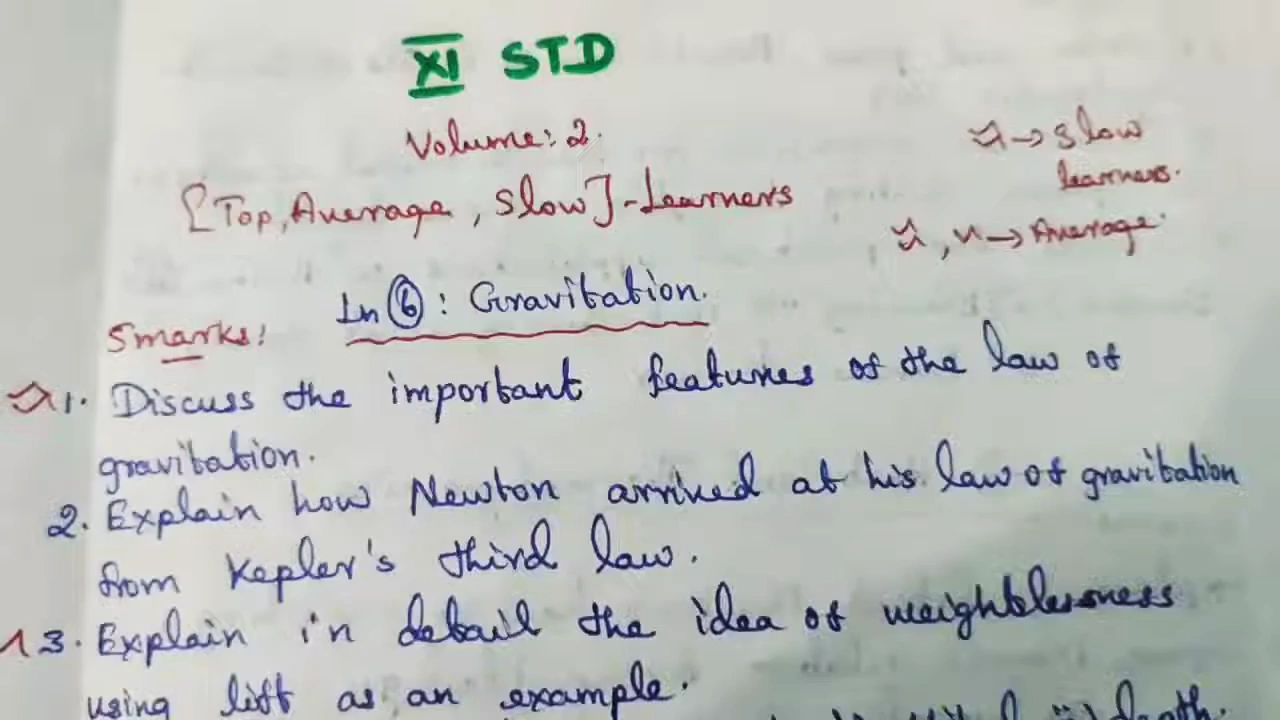 XI STD
Volume: 2.
→ slow
learners.
[Top, Average, slow] - Learners
, → Average.
Ln 6 : Gravitation.
5marks:
1. Discuss the important features of the law of
gravitation.
2. Explain how Newton arrived at his law of gravitation
from Kepler's third law.
3. Explain in detail the idea of weightlessness
using lift as an example.
depth.